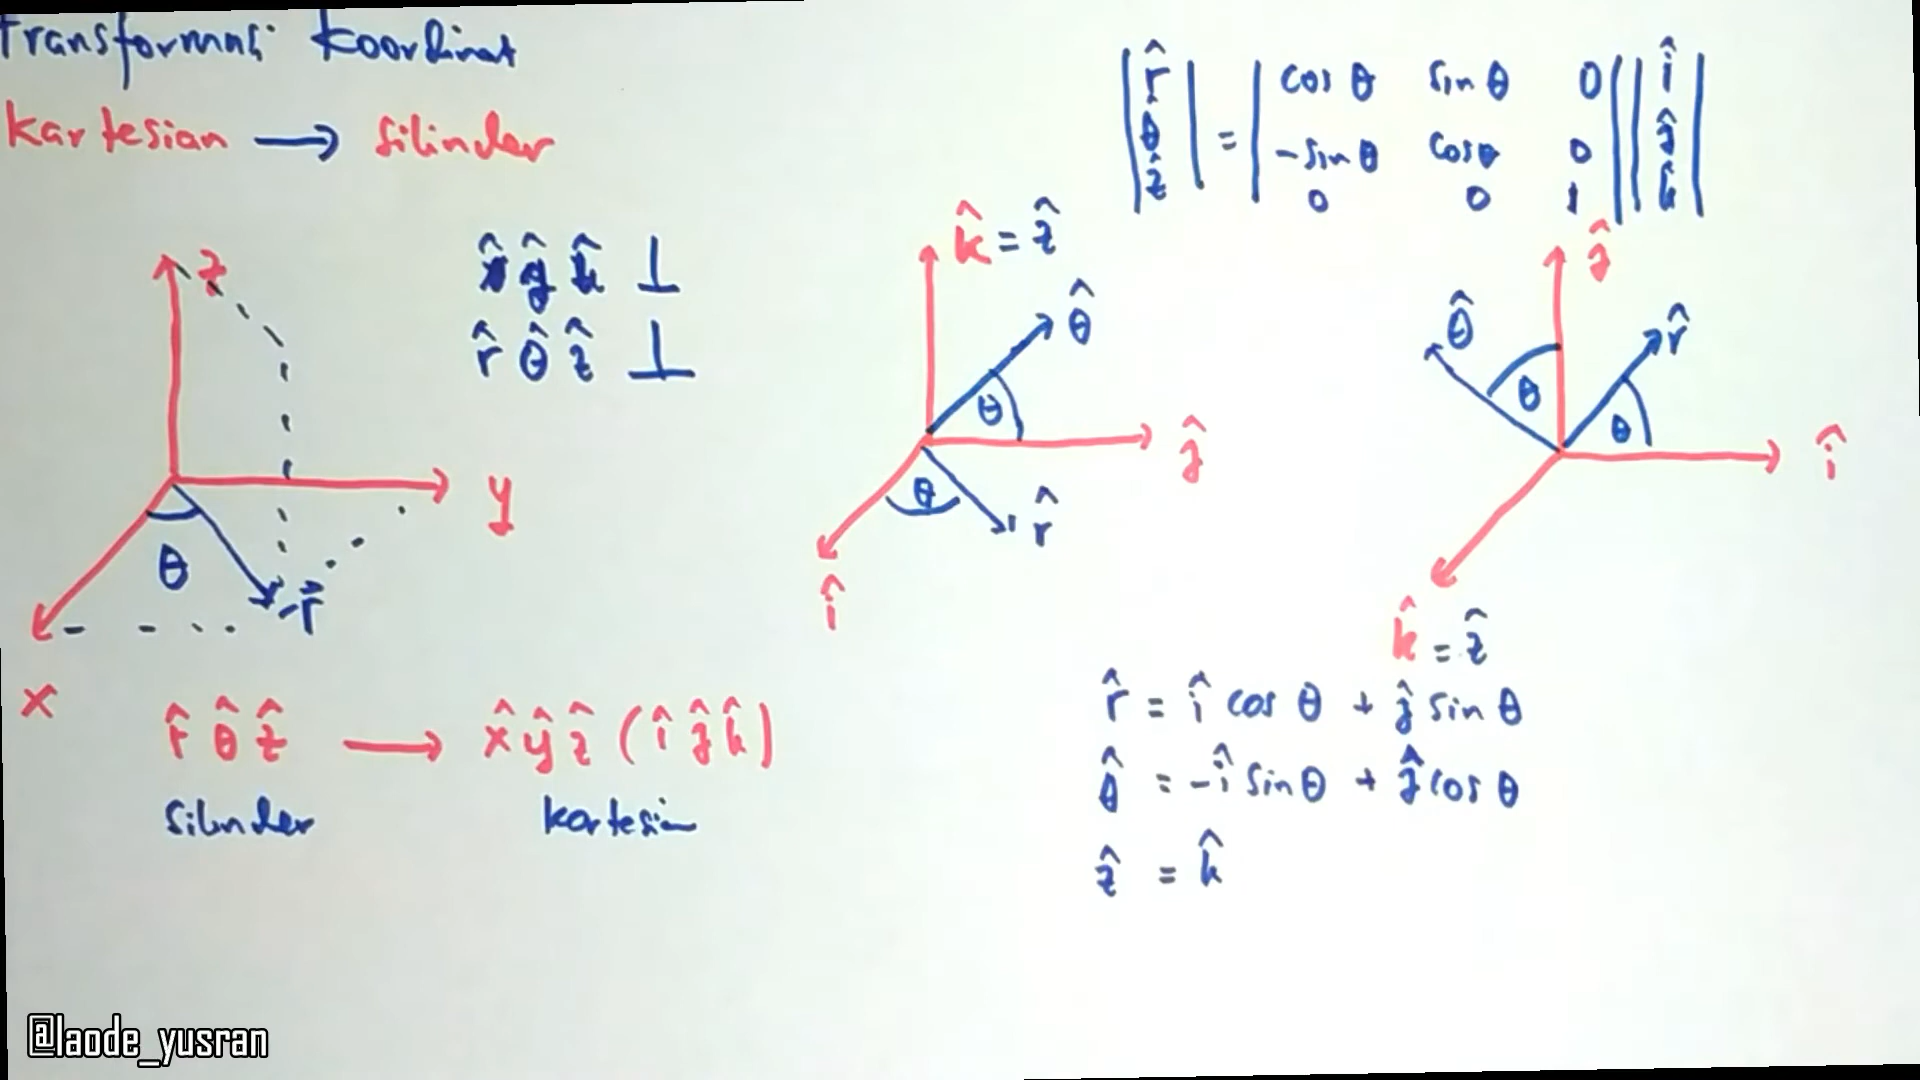 Transformasi Koordinat
Kartesian → Silinder
z
y
x
θ
r⃗
x̂ ŷ k̂ ⊥
r̂ θ̂ ẑ ⊥
r̂ θ̂ ẑ → x̂ ŷ ẑ (î ĵ k̂)
Silinder kartesian
k̂ = ẑ
θ̂
θ
ĵ
θ
r̂
î
|r̂| = |cos θ sin θ 0| |î|
|θ̂| |-sin θ cos θ 0| |ĵ|
|ẑ| |0 0 1| |k̂|
ĵ
θ̂
r̂
θ
θ
î
k̂ = ẑ
r̂ = î cos θ + ĵ sin θ
θ̂ = -î sin θ + ĵ cos θ
ẑ = k̂
@laode_yusran